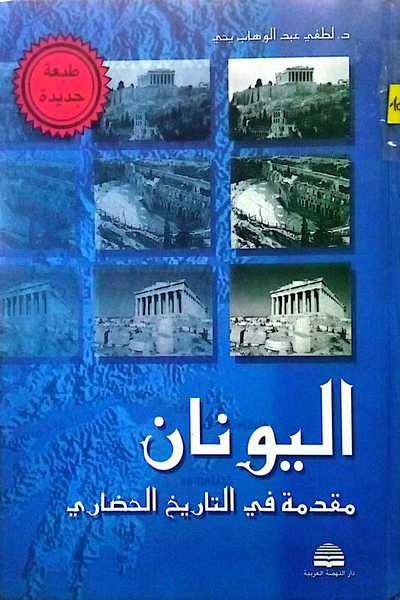 د. لطفي عبد الوهاب يحيى
طبعة
جديدة
اليونان
مقدمة في التاريخ الحضاري
دار النهضة العربية